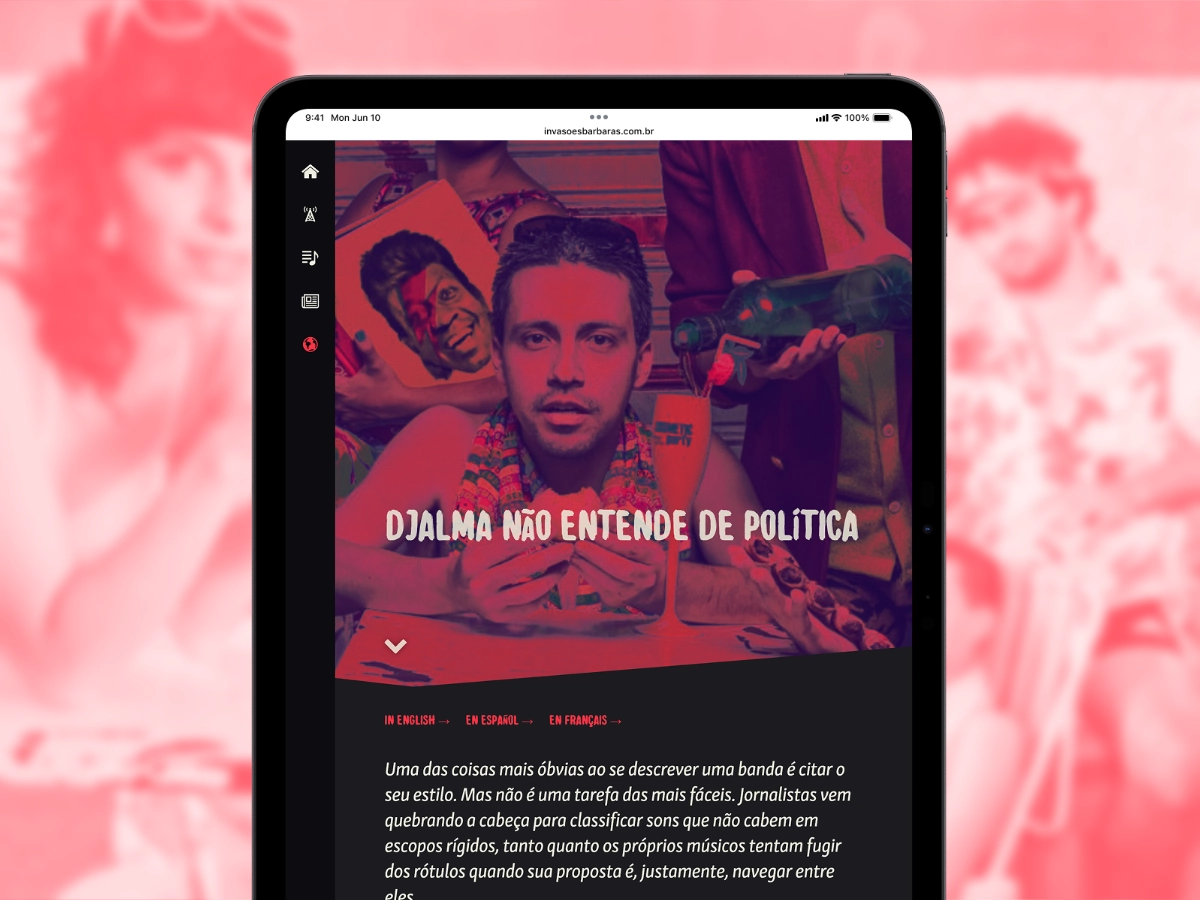 9:41 Mon Jun 10
100%
invasoesbarbaras.com.br
DJALMA NÃO ENTENDE DE POLÍTICA
IN ENGLISH → EN ESPAÑOL → EN FRANÇAIS →
Uma das coisas mais óbvias ao se descrever uma banda é citar o
seu estilo. Mas não é uma tarefa das mais fáceis. Jornalistas vem
quebrando a cabeça para classificar sons que não cabem em
escopos rígidos, tanto quanto os próprios músicos tentam fugir
dos rótulos quando sua proposta é, justamente, navegar entre
eles.